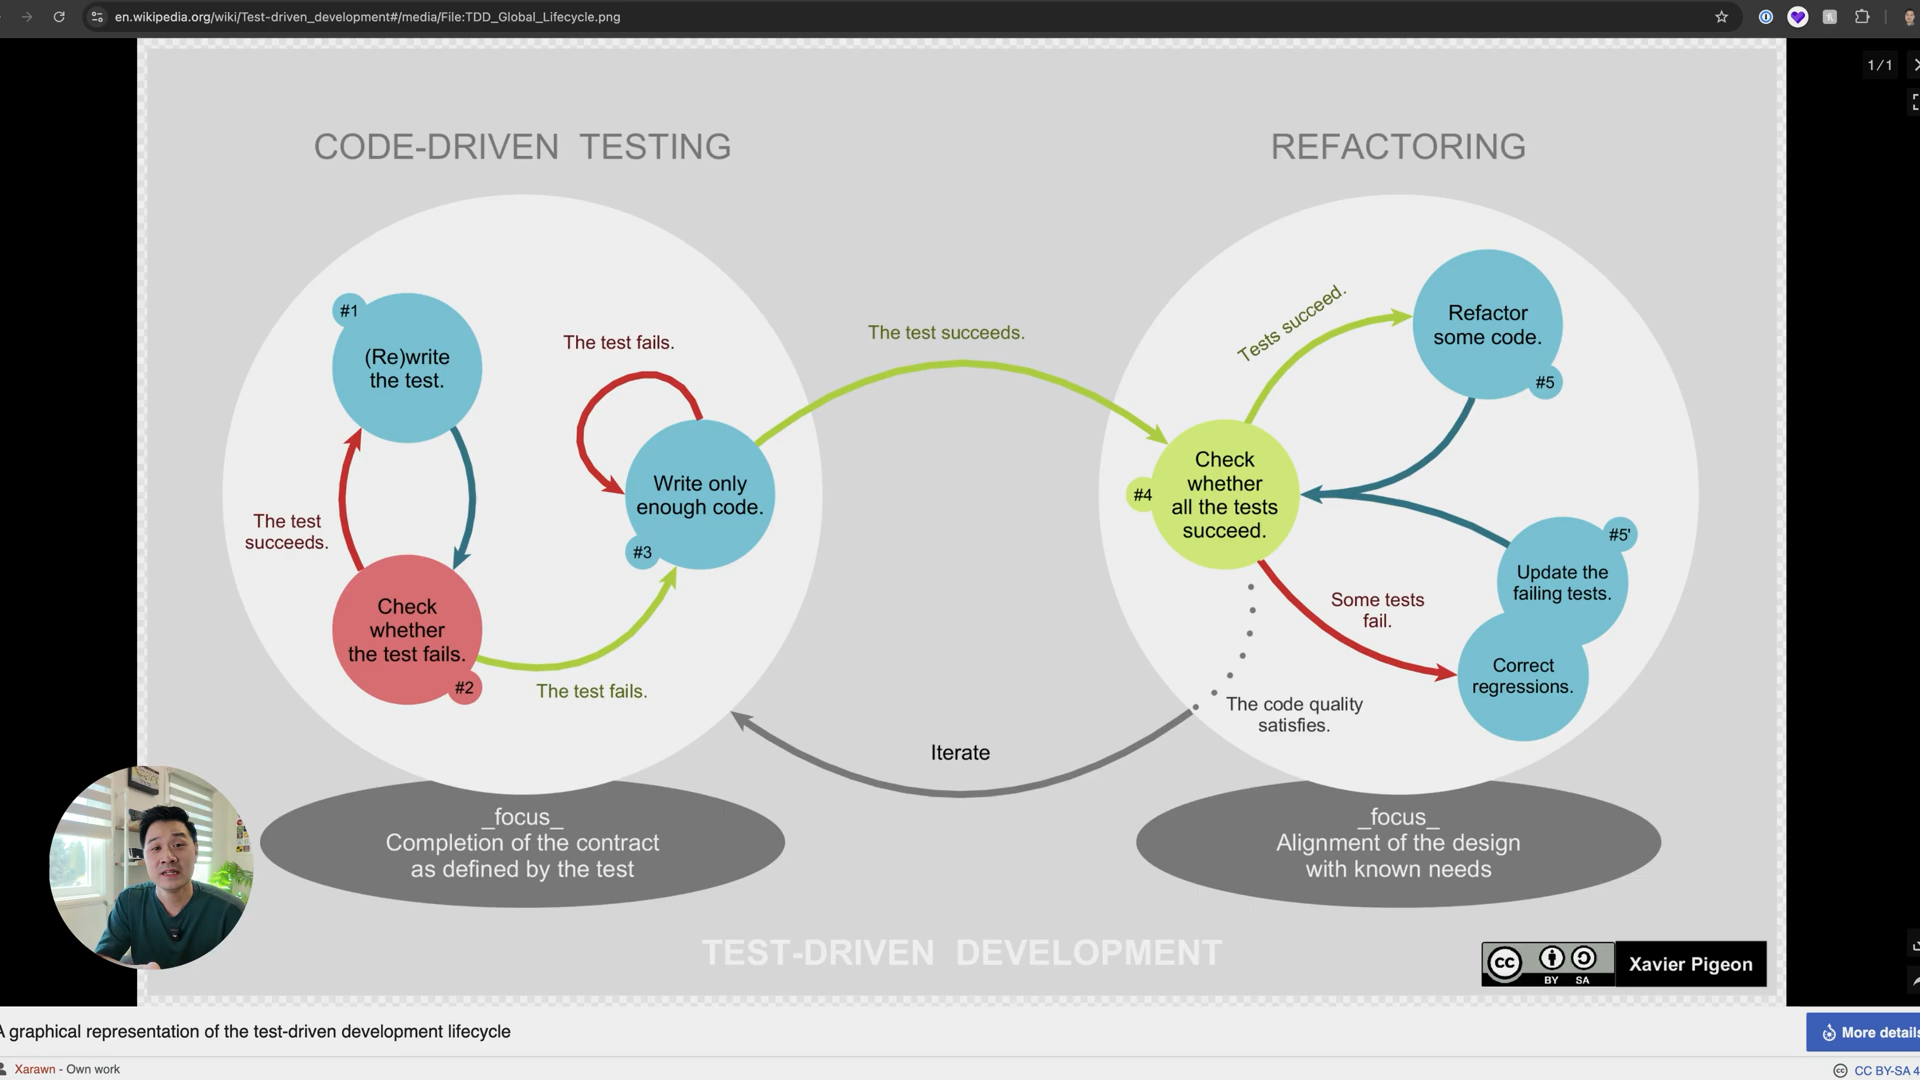 en.wikipedia.org/wiki/Test-driven_development#/media/File:TDD_Global_Lifecycle.png
1/1
CODE-DRIVEN TESTING
REFACTORING
#1
(Re)write
the test.
The test fails.
The test succeeds.
Tests succeed.
Refactor
some code.
#5
The test
succeeds.
Write only
enough code.
#3
#4
Check
whether
all the tests
succeed.
#5'
Update the
failing tests.
Check
whether
the test fails.
#2
The test fails.
Some tests
fail.
Correct
regressions.
The code quality
satisfies.
Iterate
_focus_
Completion of the contract
as defined by the test
_focus_
Alignment of the design
with known needs
TEST-DRIVEN DEVELOPMENT
cc
BY SA
Xavier Pigeon
A graphical representation of the test-driven development lifecycle
More details
Xarawn - Own work
cc CC BY-SA 4